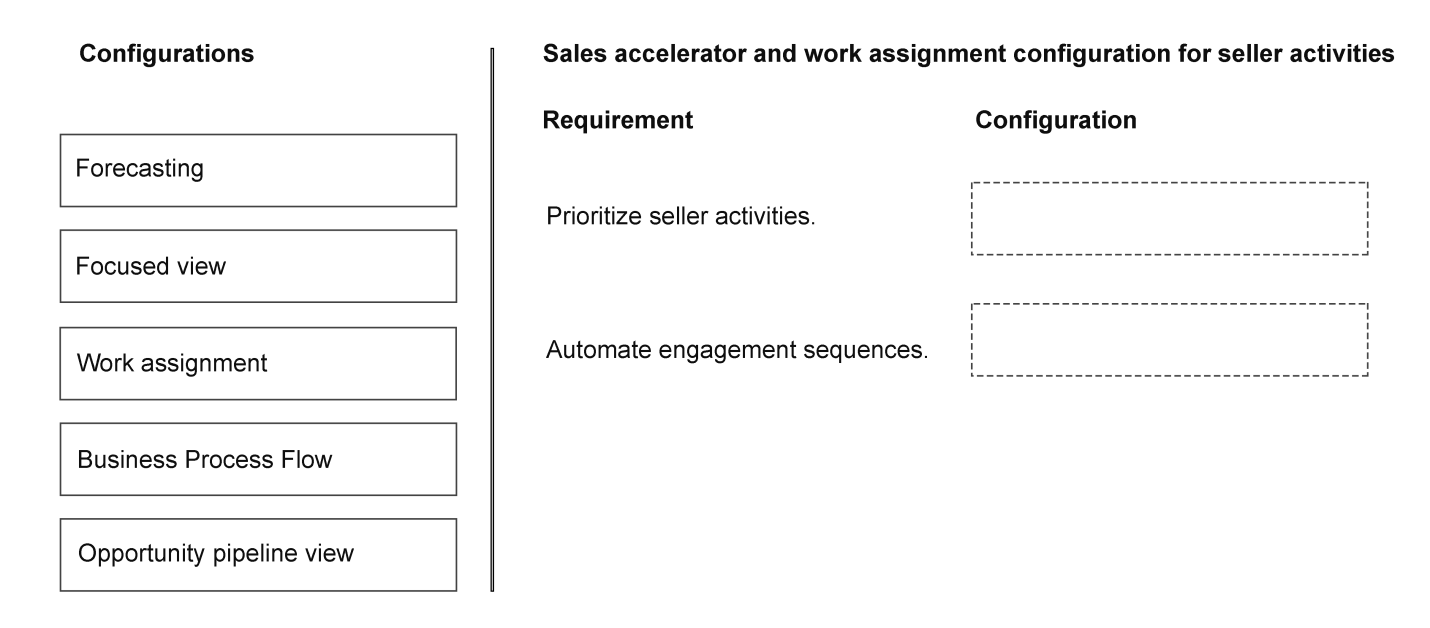 Configurations
Forecasting
Focused view
Work assignment
Business Process Flow
Opportunity pipeline view
Sales accelerator and work assignment configuration for seller activities
Requirement
Configuration
Prioritize seller activities.
Automate engagement sequences.